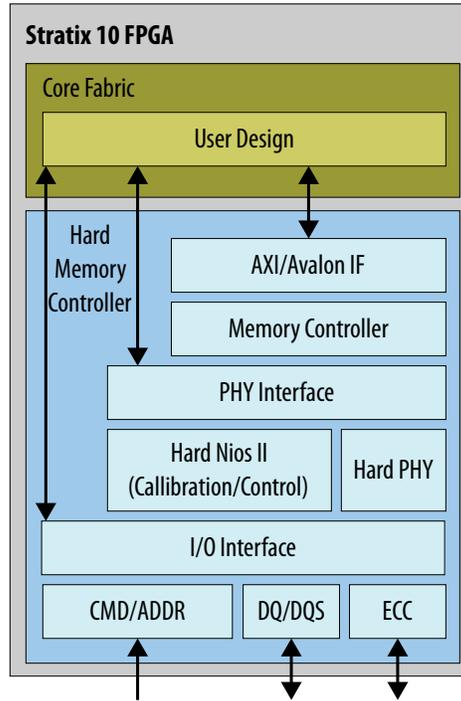 Stratix 10 FPGA
Core Fabric
User Design
Hard
Memory
Controller
AXI/Avalon IF
Memory Controller
PHY Interface
Hard Nios II
(Callibration/Control)
Hard PHY
I/O Interface
CMD/ADDR
DQ/DQS
ECC